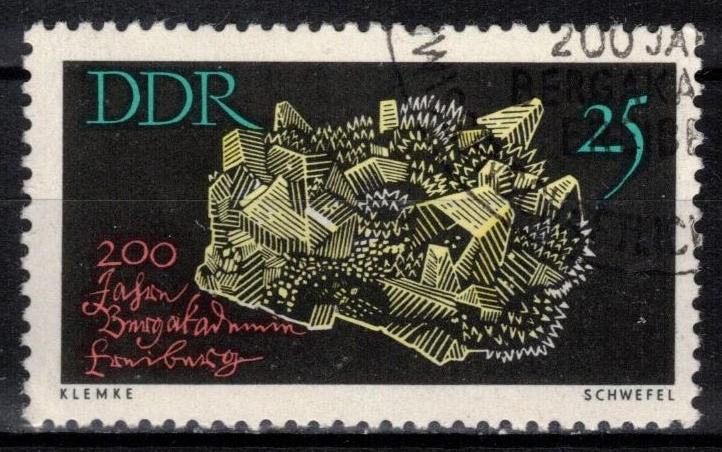 DDR
25
200
Jahre
Bergakademie
Freiberg
KLEMKE
SCHWEFEL
200 JA
BERGAKA